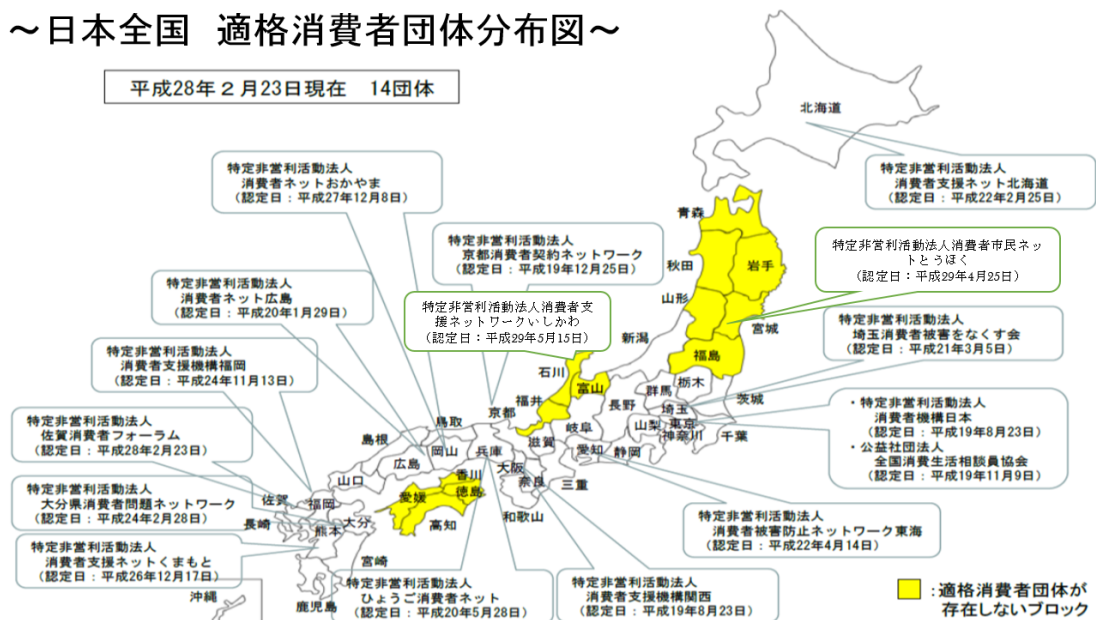 ～日本全国 適格消費者団体分布図～
平成28年２月23日現在 14団体
北海道
特定非営利活動法人
消費者支援ネット北海道
（認定日：平成22年2月25日）
特定非営利活動法人
消費者ネットおかやま
（認定日：平成27年12月8日）
青森
特定非営利活動法人
京都消費者契約ネットワーク
（認定日：平成19年12月25日）
特定非営利活動法人消費者市民ネッ
トとうほく
（認定日：平成29年4月25日）
秋田
岩手
特定非営利活動法人
消費者ネット広島
（認定日：平成20年1月29日）
特定非営利活動法人消費者支
援ネットワークいしかわ
（認定日：平成29年5月15日）
山形
宮城
新潟
特定非営利活動法人
埼玉消費者被害をなくす会
（認定日：平成21年3月5日）
特定非営利活動法人
消費者支援機構福岡
（認定日：平成24年11月13日）
福島
石川
富山
群馬
栃木
茨城
福井
長野
埼玉
・特定非営利活動法人
消費者機構日本
（認定日：平成19年8月23日）
・公益社団法人
全国消費生活相談員協会
（認定日：平成19年11月9日）
特定非営利活動法人
佐賀消費者フォーラム
（認定日：平成28年2月23日）
鳥取
京都
岐阜
山梨
東京
神奈川
千葉
島根
広島
岡山
兵庫
滋賀
愛知
静岡
大阪
奈良
三重
山口
香川
徳島
愛媛
高知
和歌山
特定非営利活動法人
大分県消費者問題ネットワーク
（認定日：平成24年2月28日）
佐賀
福岡
長崎
大分
熊本
特定非営利活動法人
消費者被害防止ネットワーク東海
（認定日：平成22年4月14日）
特定非営利活動法人
消費者支援ネットくまもと
（認定日：平成26年12月17日）
宮崎
特定非営利活動法人
ひょうご消費者ネット
（認定日：平成20年5月28日）
特定非営利活動法人
消費者支援機構関西
（認定日：平成19年8月23日）
沖縄
鹿児島
：適格消費者団体が
存在しないブロック